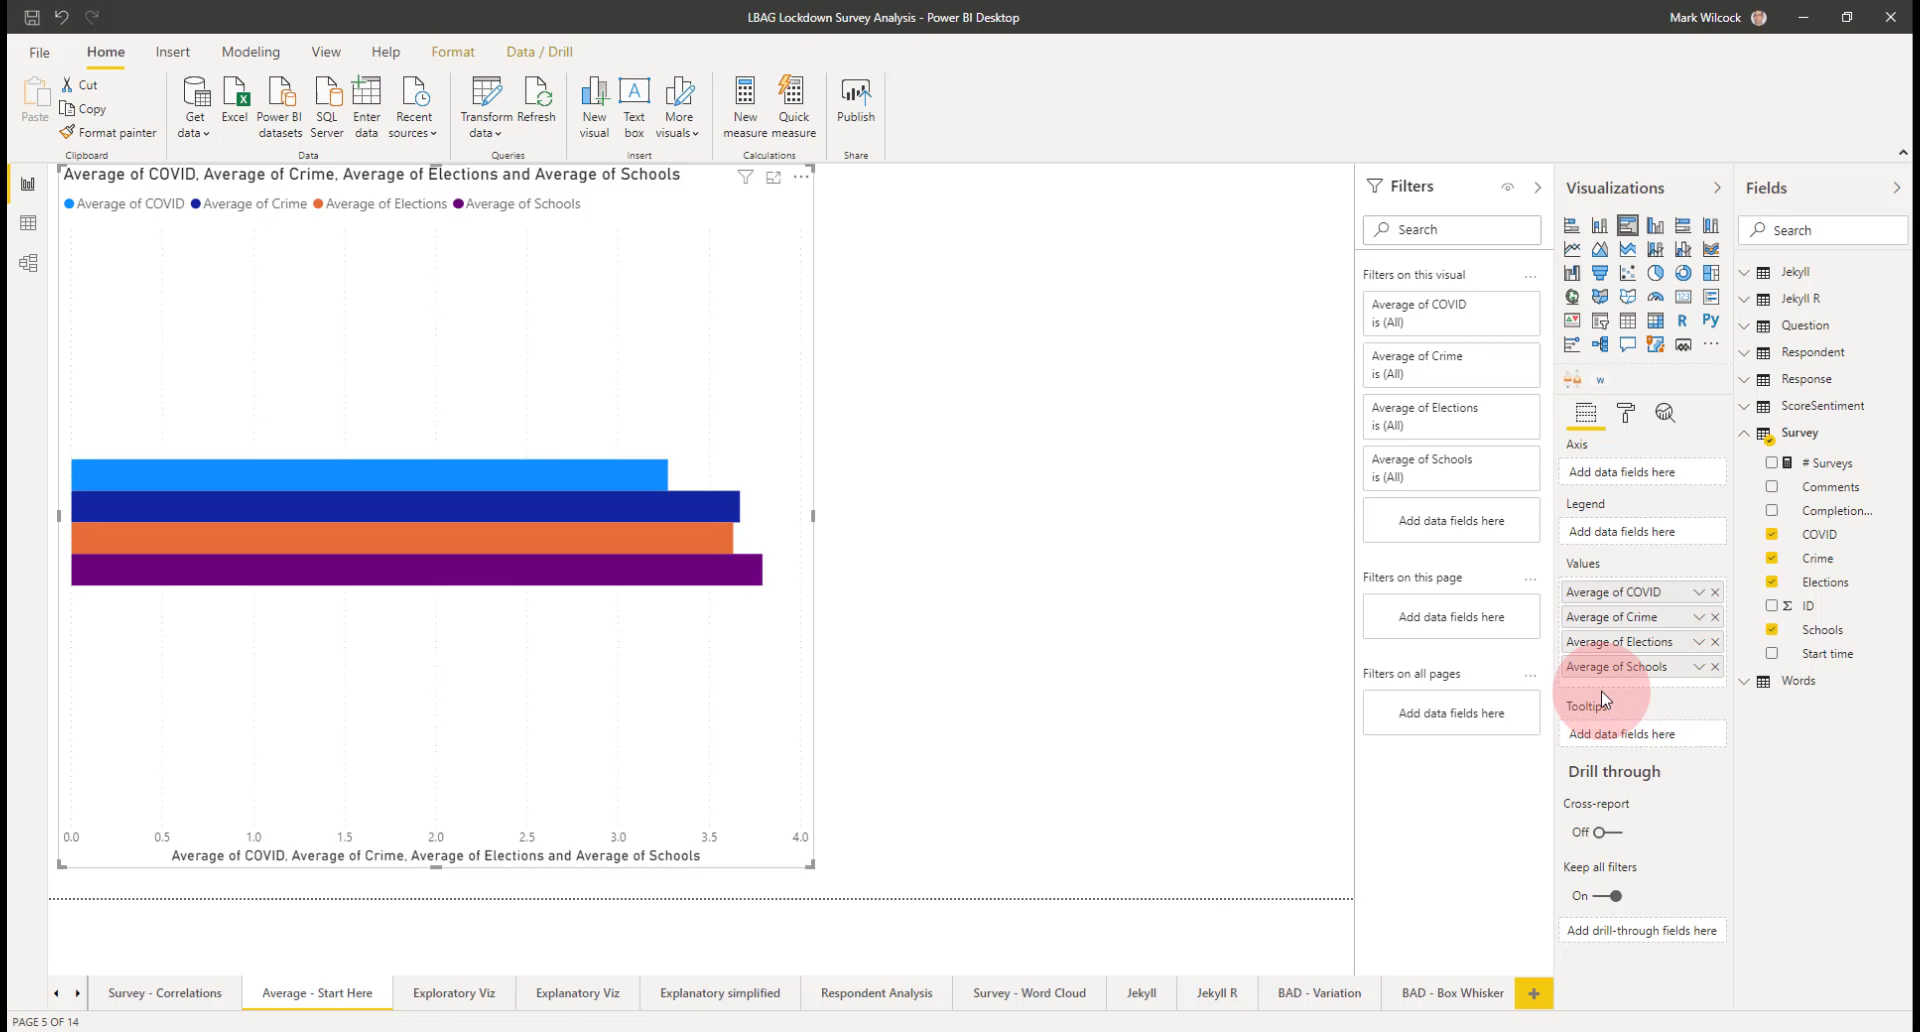 LBAG Lockdown Survey Analysis - Power BI Desktop
Mark Wilcock
File
Home
Insert
Modeling
View
Help
Format
Data / Drill
Paste
Cut
Copy
Format painter
Clipboard
Get data
Excel
Power BI datasets
SQL Server
Enter data
Recent sources
Data
Transform data
Refresh
Queries
New visual
A
Text box
More visuals
Insert
New measure
Quick measure
Calculations
Publish
Share
Average of COVID, Average of Crime, Average of Elections and Average of Schools
Average of COVID
Average of Crime
Average of Elections
Average of Schools
0.0
0.5
1.0
1.5
2.0
2.5
3.0
3.5
4.0
Average of COVID, Average of Crime, Average of Elections and Average of Schools
Filters
Search
Filters on this visual
Average of COVID
is (All)
Average of Crime
is (All)
Average of Elections
is (All)
Average of Schools
is (All)
Add data fields here
Filters on this page
Add data fields here
Filters on all pages
Add data fields here
Visualizations
R
Py
W
Axis
Add data fields here
Legend
Add data fields here
Values
Average of COVID
Average of Crime
Average of Elections
Average of Schools
Tooltips
Add data fields here
Drill through
Cross-report
Off
Keep all filters
On
Add drill-through fields here
Fields
Search
Jekyll
Jekyll R
Question
Respondent
Response
ScoreSentiment
Survey
# Surveys
Comments
Completion...
COVID
Crime
Elections
Σ ID
Schools
Start time
Words
Survey - Correlations
Average - Start Here
Exploratory Viz
Explanatory Viz
Explanatory simplified
Respondent Analysis
Survey - Word Cloud
Jekyll
Jekyll R
BAD - Variation
BAD - Box Whisker
PAGE 5 OF 14